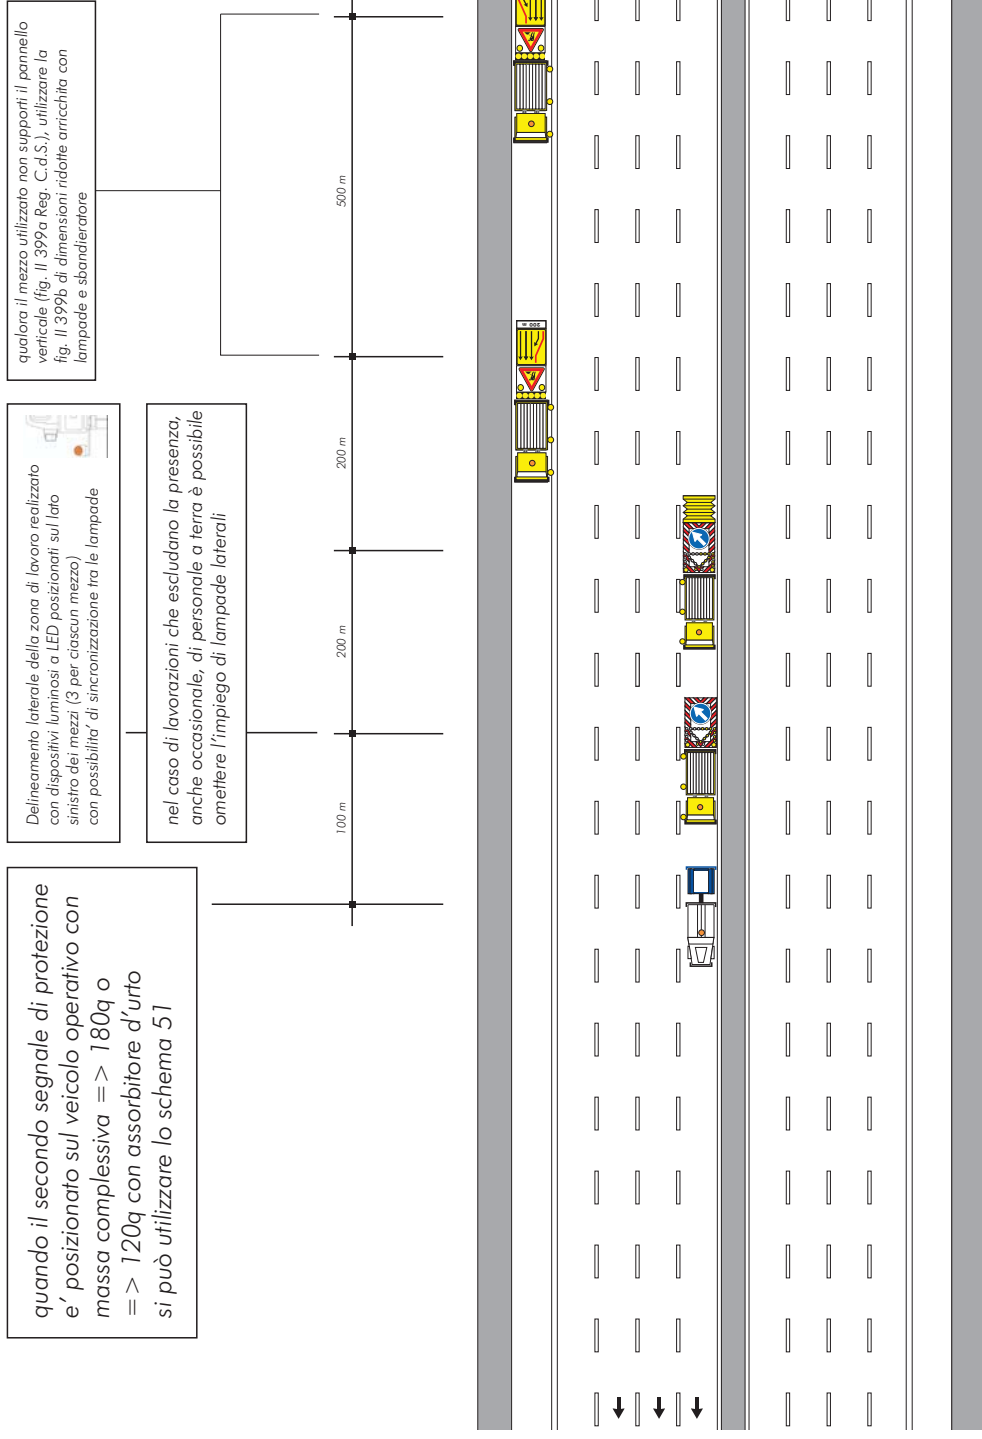 qualora il mezzo utilizzato non supporti il pannello
verticale (fig. II 399a Reg. C.d.S.), utilizzare la
fig. II 399b di dimensioni ridotte arricchita con
lampade e sbandieratore
Delineamento laterale della zona di lavoro realizzato
con dispositivi luminosi a LED posizionati sul lato
sinistro dei mezzi (3 per ciascun mezzo)
con possibilita' di sincronizzazione tra le lampade
nel caso di lavorazioni che escludano la presenza,
anche occasionale, di personale a terra è possibile
omettere l'impiego di lampade laterali
quando il secondo segnale di protezione
e' posizionato sul veicolo operativo con
massa complessiva => 180q o
=> 120q con assorbitore d'urto
si può utilizzare lo schema 51
500 m
200 m
200 m
100 m
200 m